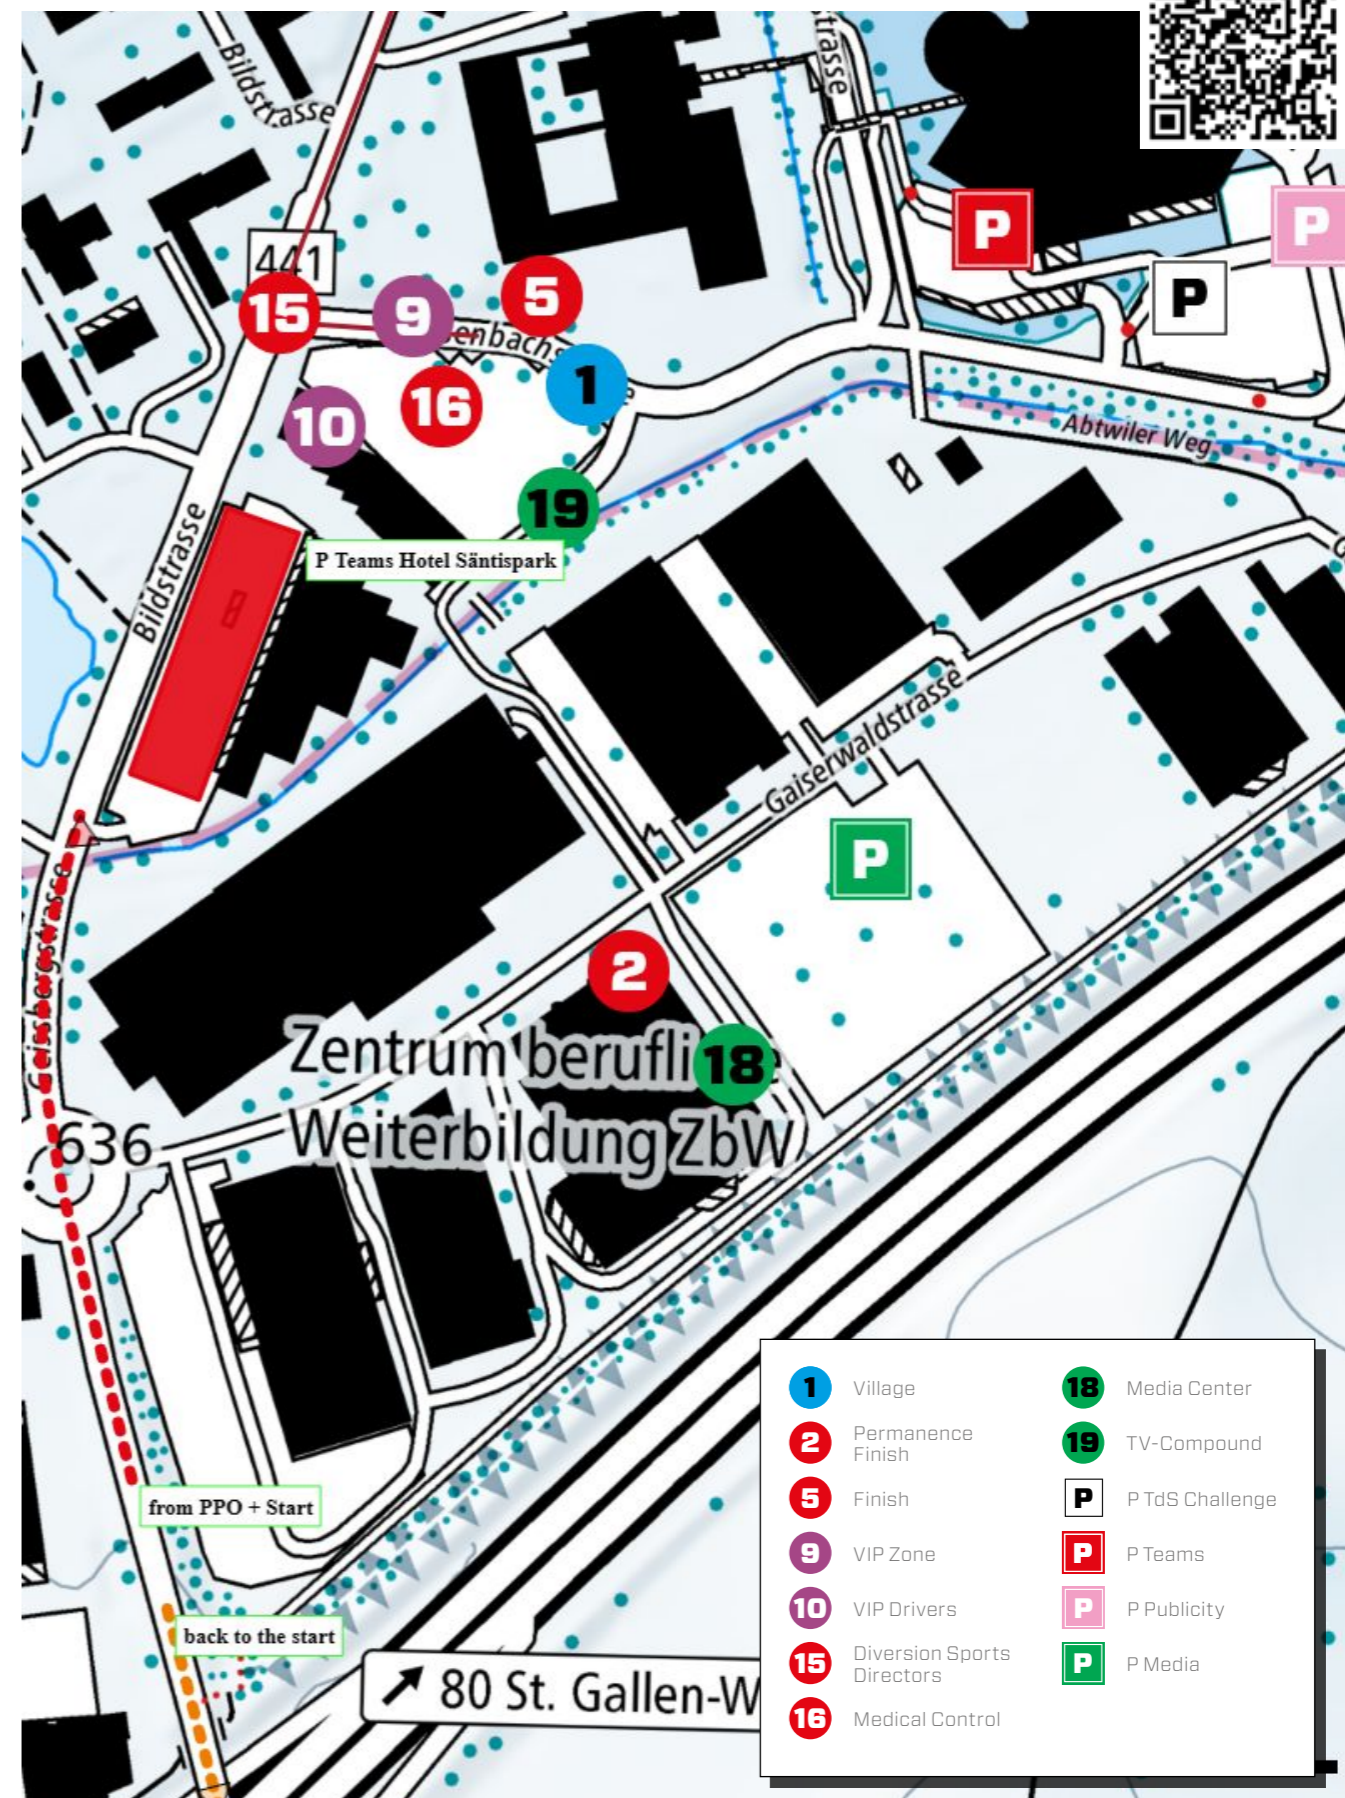 Bildstrasse
strasse
441
P
P
P
15
9
5
enbachs
1
10
16
Abtwiler Weg
19
P Teams Hotel Säntispark
Bildstrasse
Gaiserwaldstrasse
P
Geissbergstrasse
2
Zentrum berufli
18
Weiterbildung ZbW
636
from PPO + Start
back to the start
80 St. Gallen-W
1 Village
2 Permanence
Finish
5 Finish
9 VIP Zone
10 VIP Drivers
15 Diversion Sports
Directors
16 Medical Control
18 Media Center
19 TV-Compound
P P TdS Challenge
P P Teams
P P Publicity
P P Media